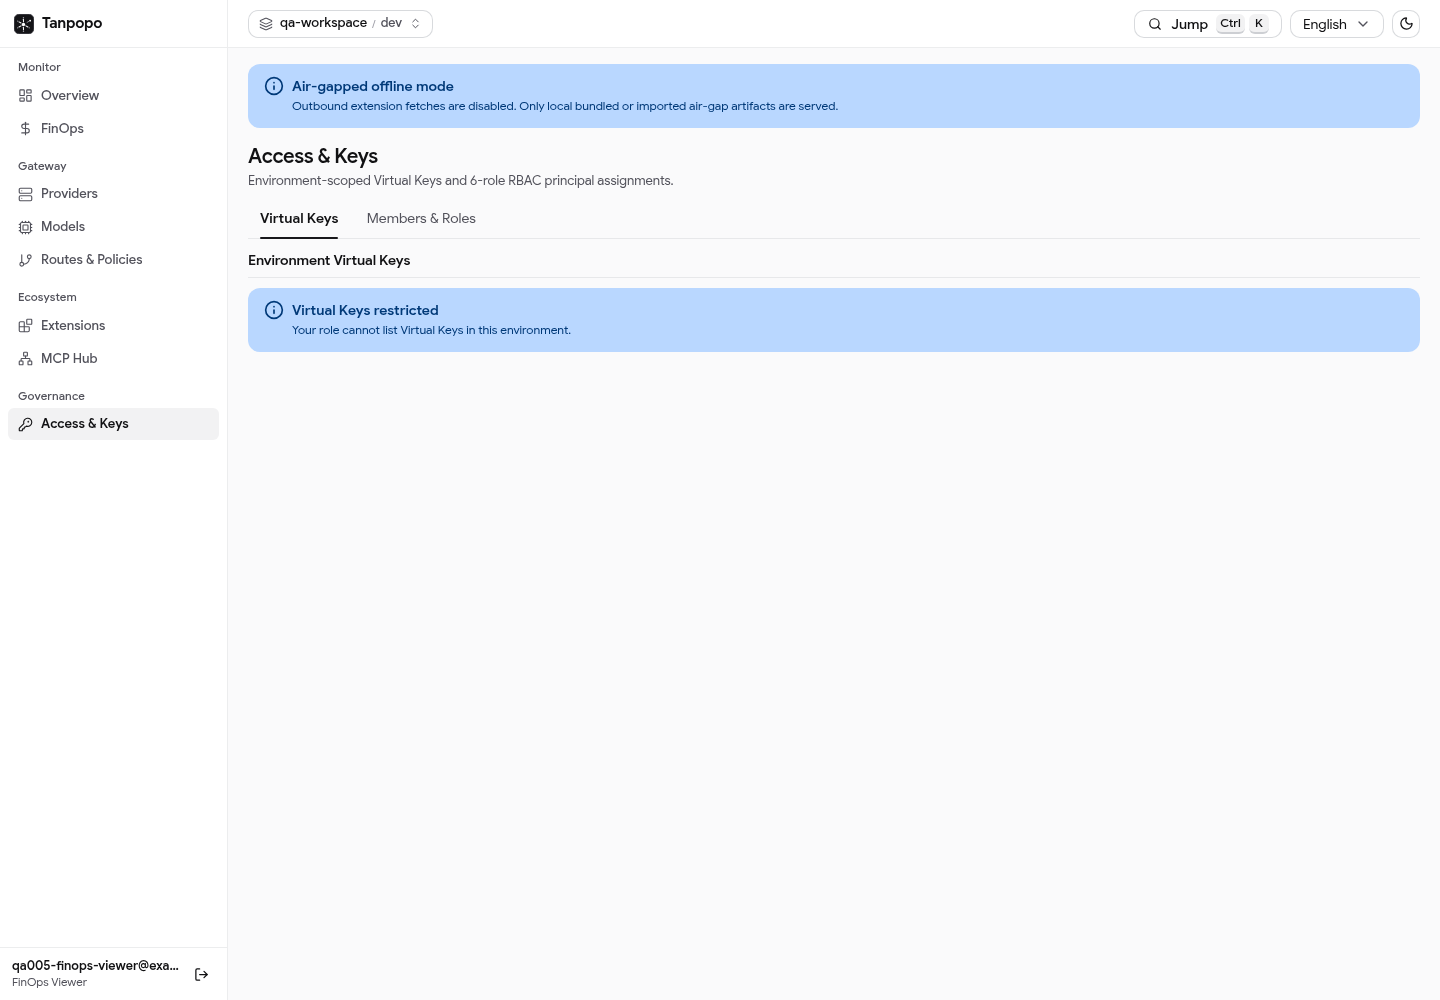 Tanpopo
qa-workspace / dev
Jump Ctrl K
English
Monitor
Overview
FinOps
Gateway
Providers
Models
Routes & Policies
Ecosystem
Extensions
MCP Hub
Governance
Access & Keys
qa005-finops-viewer@exa...
FinOps Viewer
Air-gapped offline mode
Outbound extension fetches are disabled. Only local bundled or imported air-gap artifacts are served.
Access & Keys
Environment-scoped Virtual Keys and 6-role RBAC principal assignments.
Virtual Keys
Members & Roles
Environment Virtual Keys
Virtual Keys restricted
Your role cannot list Virtual Keys in this environment.